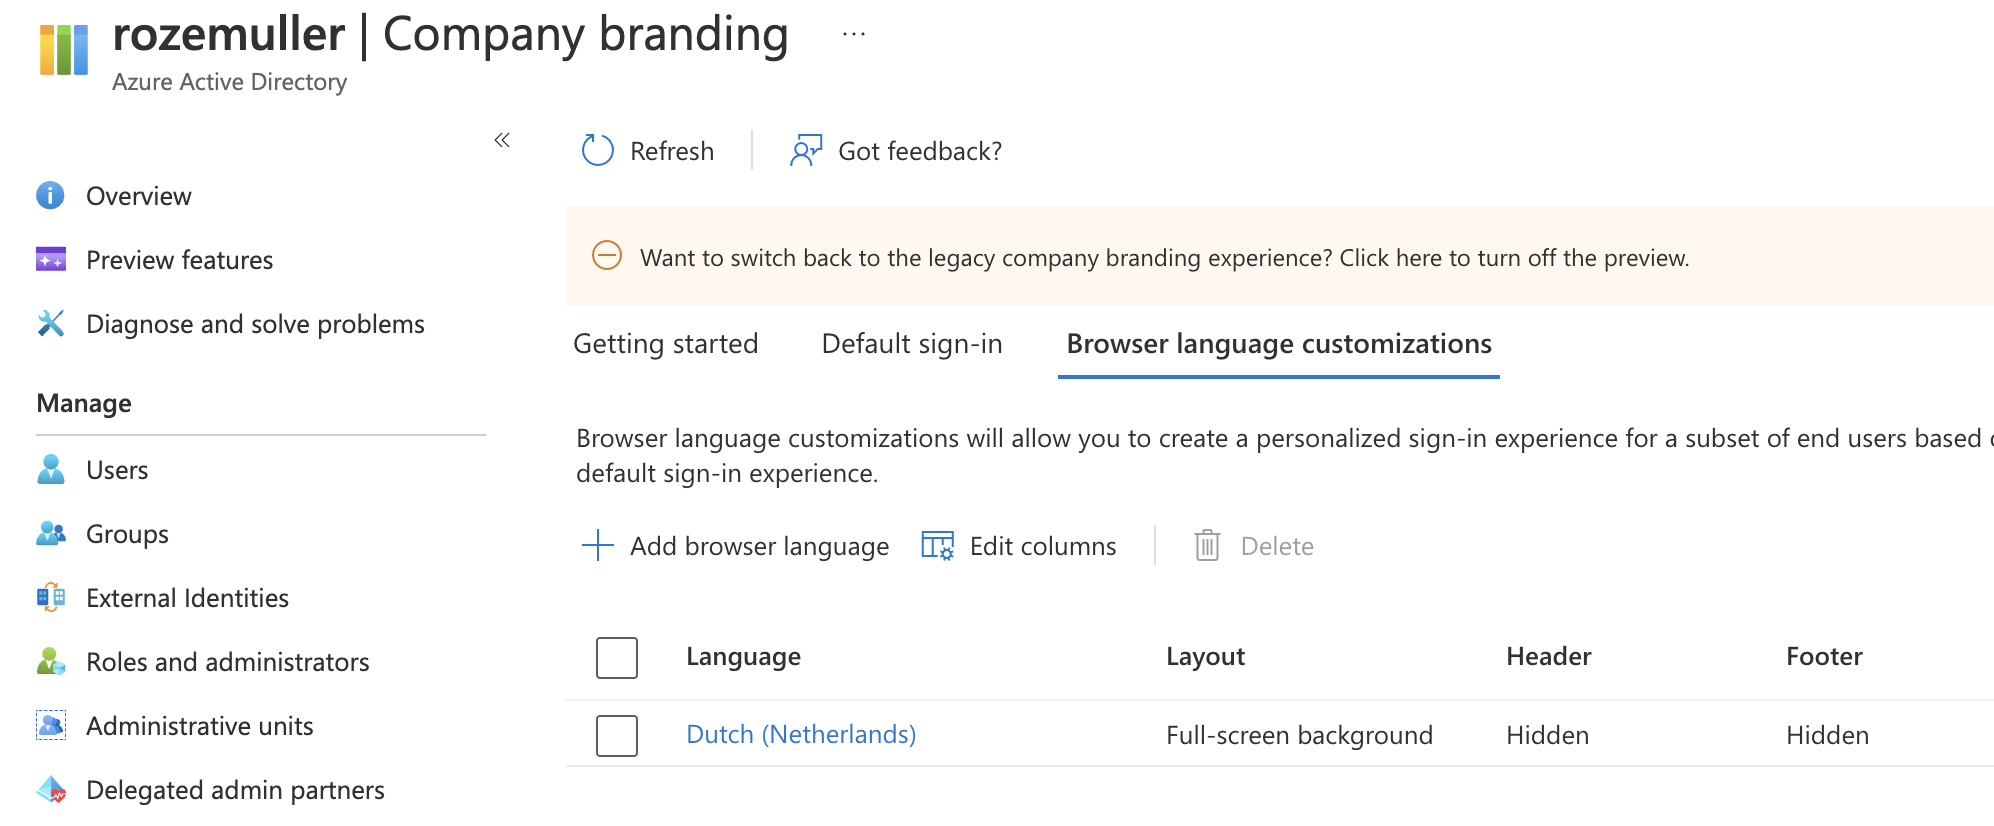 rozemuller | Company branding ...
Azure Active Directory
«
Refresh
Got feedback?
Overview
Preview features
Diagnose and solve problems
Manage
Users
Groups
External Identities
Roles and administrators
Administrative units
Delegated admin partners
Want to switch back to the legacy company branding experience? Click here to turn off the preview.
Getting started
Default sign-in
Browser language customizations
Browser language customizations will allow you to create a personalized sign-in experience for a subset of end users based
default sign-in experience.
Add browser language
Edit columns
Delete
Language Layout Header Footer
Dutch (Netherlands) Full-screen background Hidden Hidden